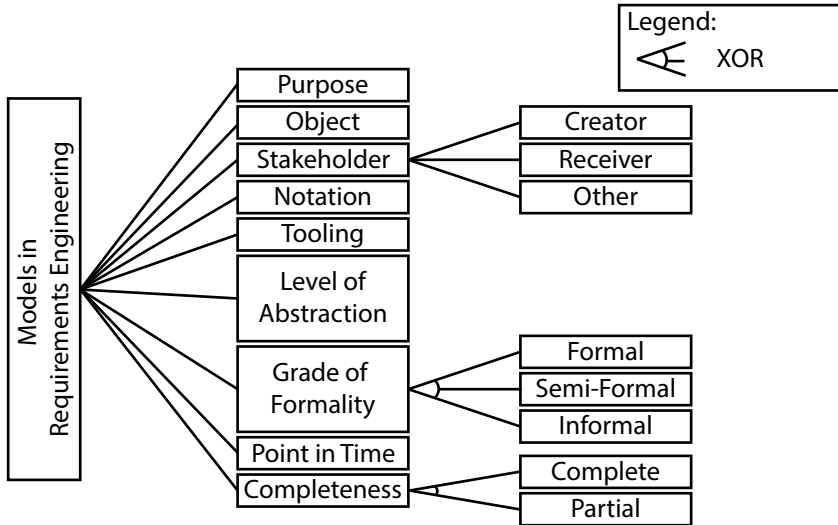 Legend:
XOR
Models in
Requirements Engineering
Purpose
Object
Stakeholder
Notation
Tooling
Level of
Abstraction
Grade of
Formality
Point in Time
Completeness
Creator
Receiver
Other
Formal
Semi-Formal
Informal
Complete
Partial